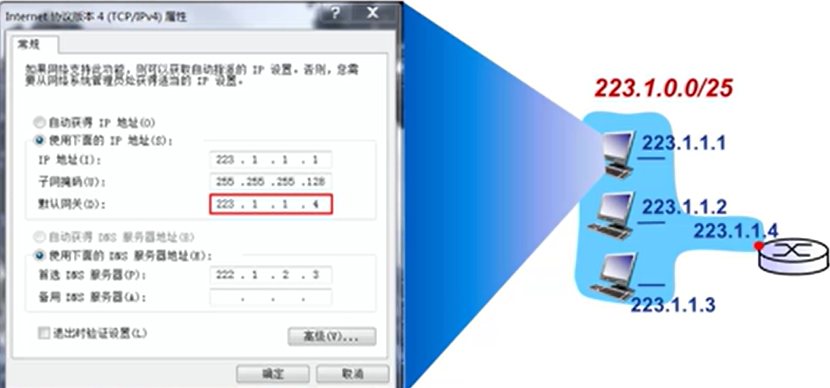 Internet 协议版本 4 (TCP/IPv4) 属性
常规
如果网络支持此功能，则可以获取自动指派的 IP 设置。否则，您需
要从网络系统管理员处获得适当的 IP 设置。
自动获得 IP 地址(O)
使用下面的 IP 地址(S):
IP 地址(I): 223 . 1 . 1 . 1
子网掩码(U): 255 .255 .255 .128
默认网关(D): 223 . 1 . 1 . 4
自动获得 DNS 服务器地址(B)
使用下面的 DNS 服务器地址(E):
首选 DNS 服务器(P): 222 . 1 . 2 . 3
备用 DNS 服务器(A): . . .
退出时验证设置(L)
高级(V)...
确定 取消
223.1.0.0/25
223.1.1.1
223.1.1.2
223.1.1.4
223.1.1.3